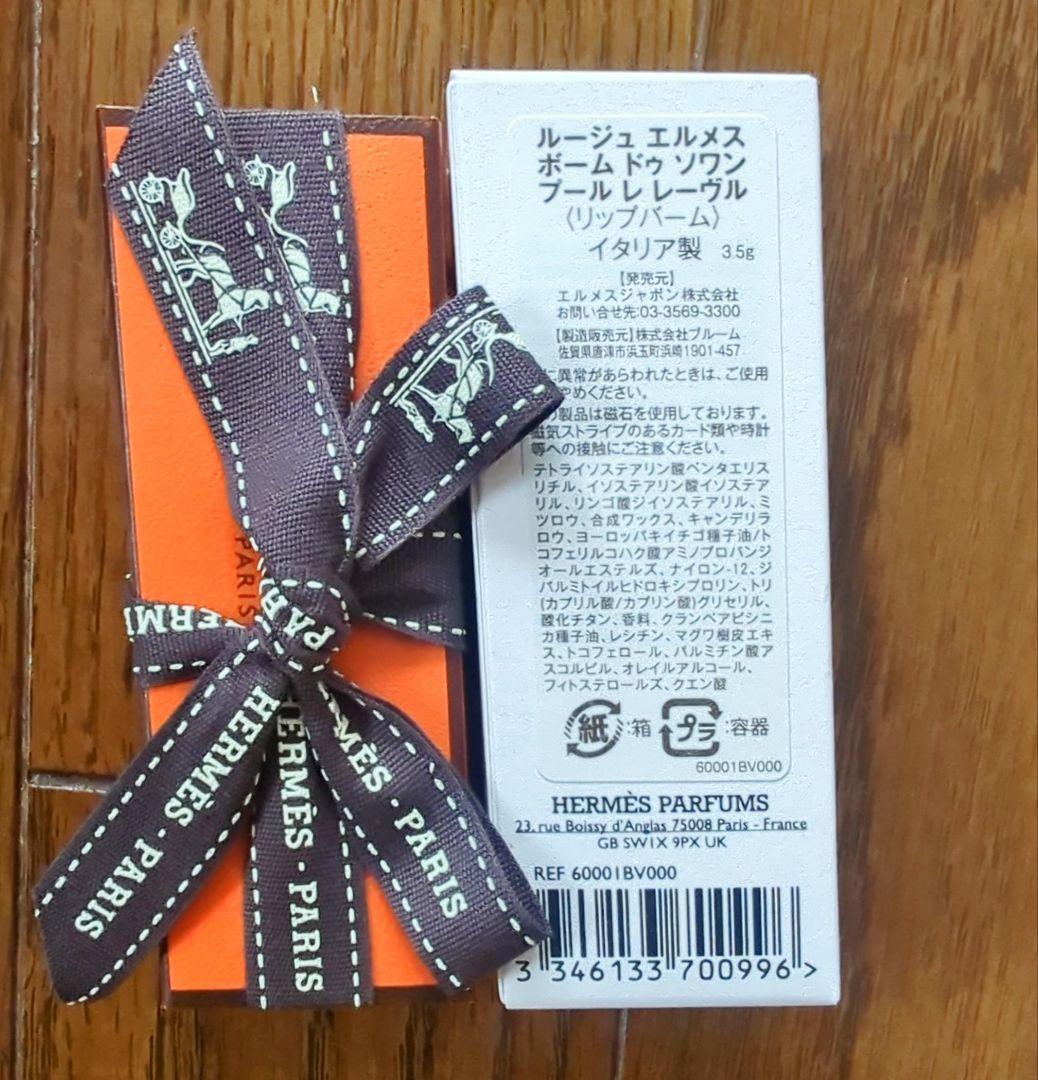 PARIS
HERMÈS
PARIS
HERMÈS · PARIS
HERMÈS · PARIS
MÈS · PARIS
ルージュ エルメス
ボーム ドゥ ソワン
プール レ レーヴル
〈リップバーム〉
イタリア製 3.5g
【発売元】
エルメスジャポン株式会社
お問い合せ先:03-3569-3300
【製造販売元】株式会社ブルーム
佐賀県唐津市浜玉町浜崎1901-457
に異常があらわれたときは、ご使用
やめください。
の製品は磁石を使用しております。
磁気ストライプのあるカード類や時計
等への接触にご注意ください。
テトライソステアリン酸ペンタエリス
リチル、イソステアリン酸イソステア
リル、リンゴ酸ジイソステアリル、ミ
ツロウ、合成ワックス、キャンデリラ
ロウ、ヨーロッパキイチゴ種子油/ト
コフェリルコハク酸アミノプロパンジ
オールエステルズ、ナイロン-12、ジ
パルミトイルヒドロキシプロリン、トリ
(カプリル酸/カプリン酸)グリセリル、
酸化チタン、香料、クランベアビシニ
カ種子油、レシチン、マグワ樹皮エキ
ス、トコフェロール、パルミチン酸ア
スコルビル、オレイルアルコール、
フィトステロールズ、クエン酸
紙:箱 プラ:容器
60001BV000
HERMÈS PARFUMS
23, rue Boissy d'Anglas 75008 Paris - France
GB SW1X 9PX UK
REF 60001BV000
3 346133 700996 >